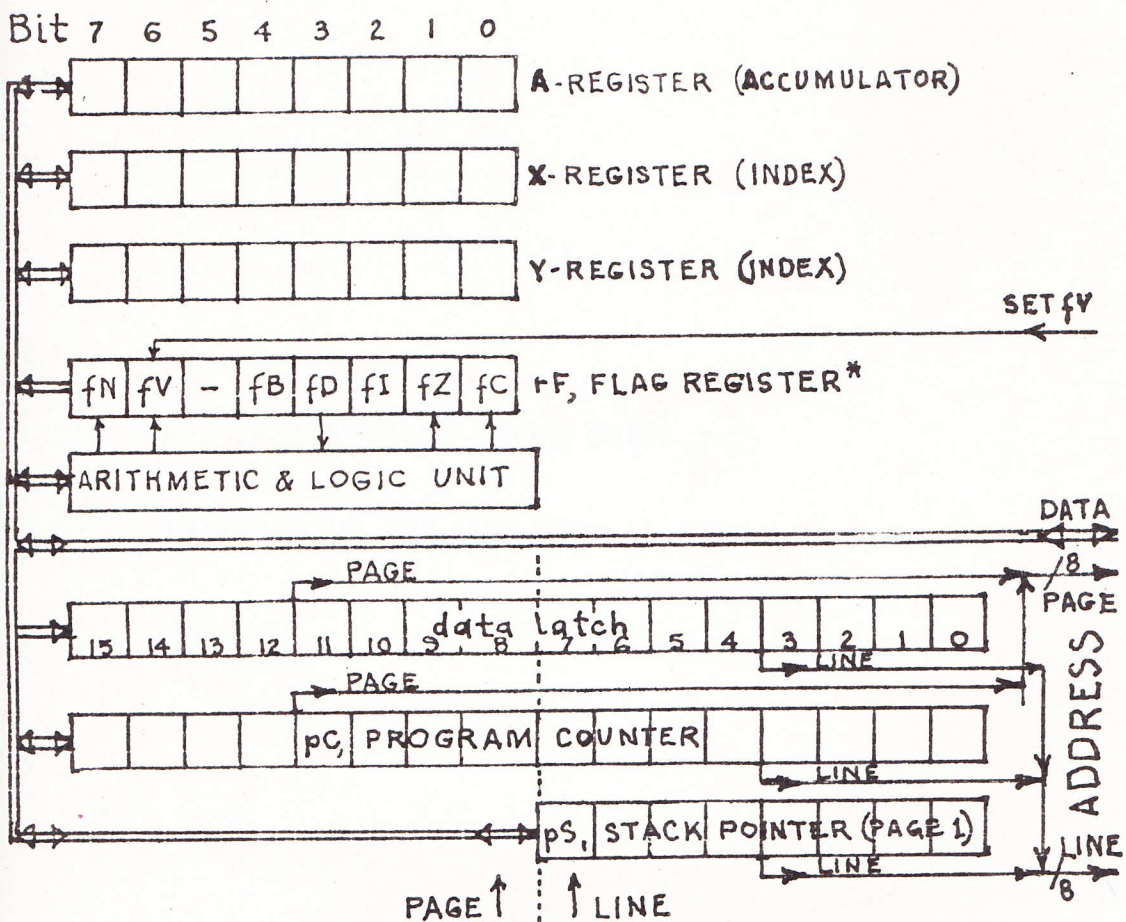 Bit 7 6 5 4 3 2 1 0
A-REGISTER (ACCUMULATOR)
X-REGISTER (INDEX)
Y-REGISTER (INDEX)
SET fV
fN fV - fB fD fI fZ fC rF, FLAG REGISTER*
ARITHMETIC & LOGIC UNIT
DATA
PAGE
8
PAGE
data latch
15 14 13 12 11 10 9 8 7 6 5 4 3 2 1 0
LINE
PAGE
pC, PROGRAM COUNTER
LINE
ADDRESS
pS, STACK POINTER (PAGE 1)
LINE
LINE
8
PAGE LINE